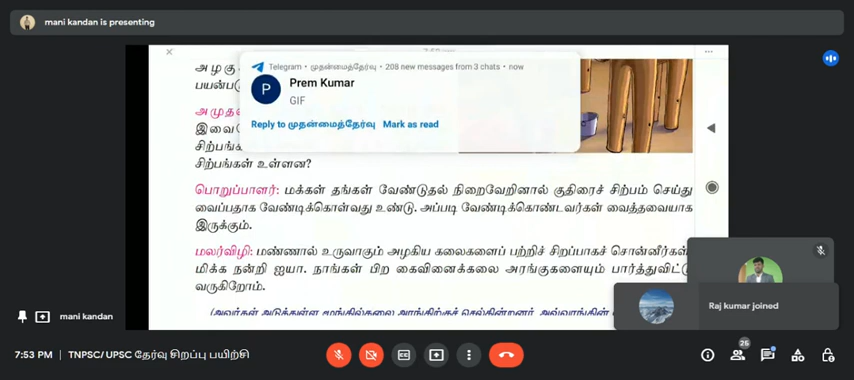 mani kandan is presenting
அழகு
Telegram • முதன்மைத்தேர்வு • 208 new messages from 3 chats • now
P
Prem Kumar
GIF
Reply to முதன்மைத்தேர்வு Mark as read
சிற்பங்கள் உள்ளன?
பொறுப்பாளர்: மக்கள் தங்கள் வேண்டுதல் நிறைவேறினால் குதிரைச் சிற்பம் செய்து
வைப்பதாக வேண்டிக்கொள்வது உண்டு. அப்படி வேண்டிக்கொண்டவர்கள் வைத்தவையாக
இருக்கும்.
மலர்விழி: மண்ணால் உருவாகும் அழகிய கலைகளைப் பற்றிச் சிறப்பாகச் சொன்னீர்கள்
மிக்க நன்றி ஐயா. நாங்கள் பிற கைவினைக்கலை அரங்குகளையும் பார்த்துவிட்டு
வருகிறோம்.
Raj kumar joined
mani kandan
7:53 PM | TNPSC/ UPSC தேர்வு சிறப்பு பயிற்சி
26